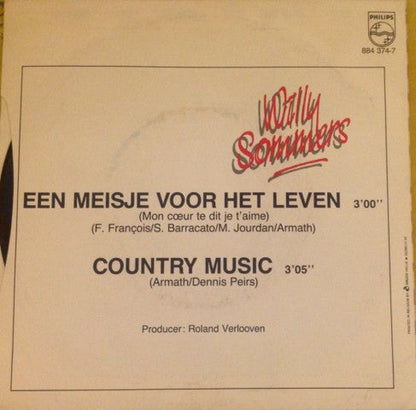 PHILIPS
884 374-7
Willy
Sommers
EEN MEISJE VOOR HET LEVEN 3'00''
(Mon cœur te dit je t'aime)
(F. François/S. Barracato/M. Jourdan/Armath)
COUNTRY MUSIC 3'05''
(Armath/Dennis Peirs)
Producer: Roland Verlooven